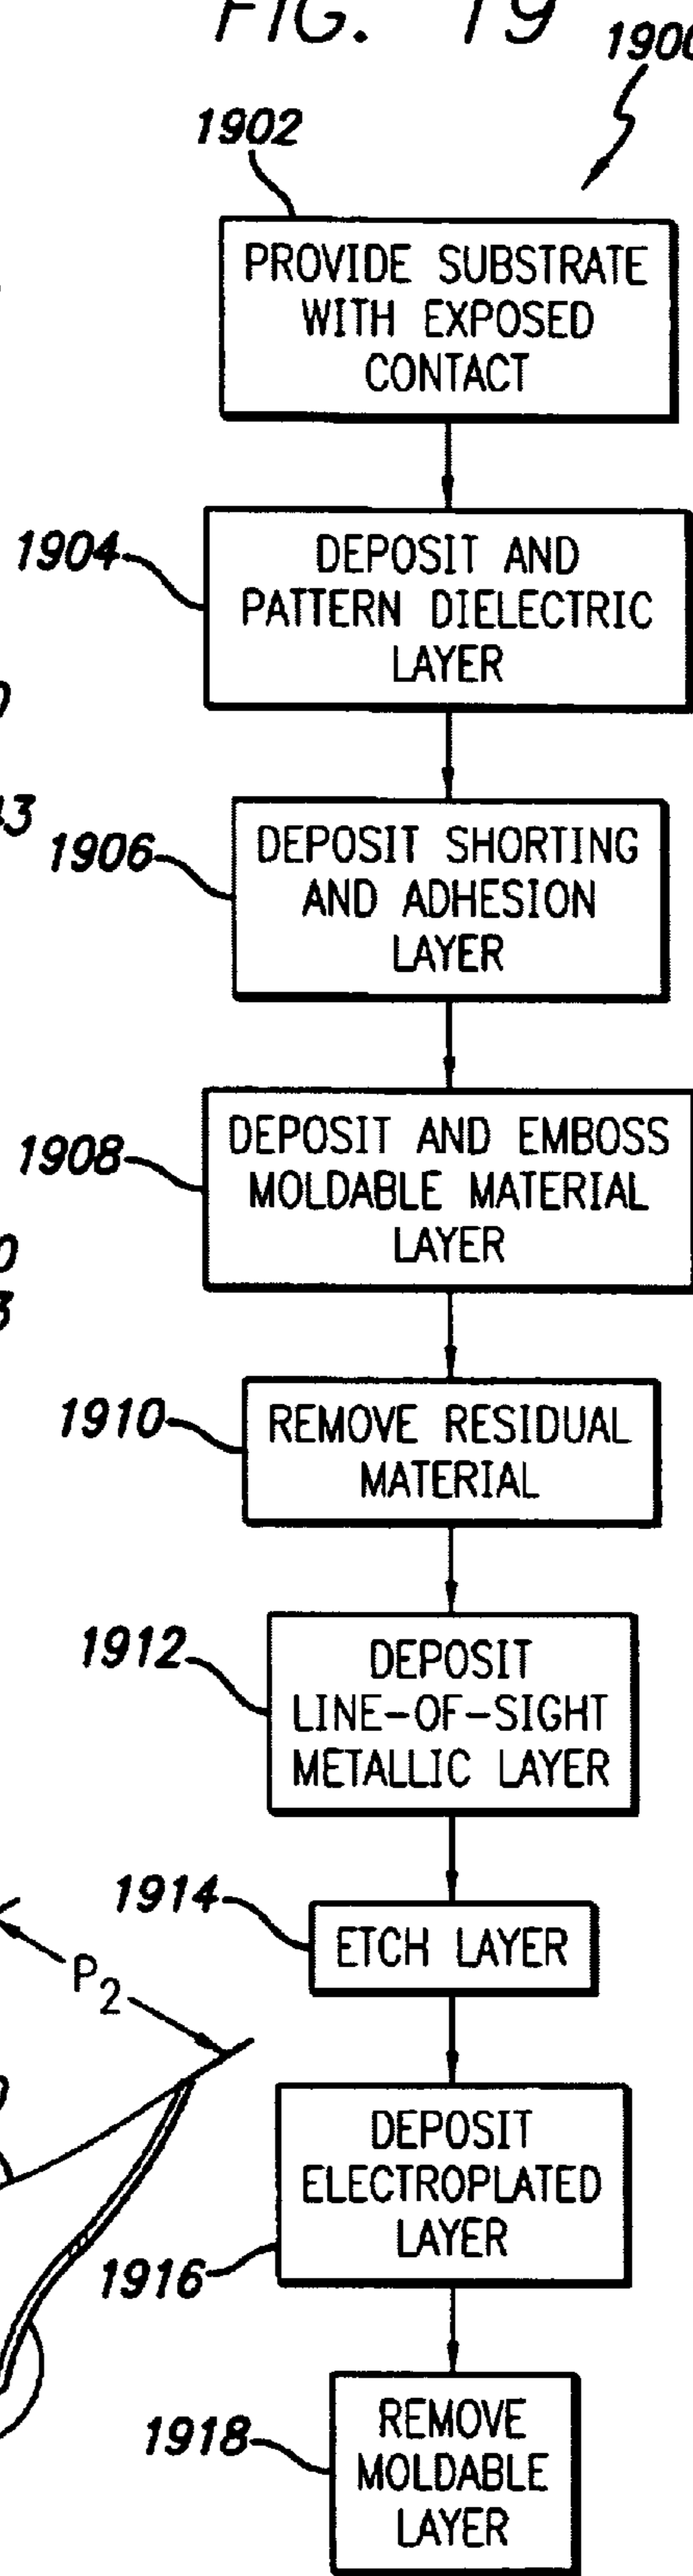 FIG. 19
1900
1902
PROVIDE SUBSTRATE
WITH EXPOSED
CONTACT
1904
DEPOSIT AND
PATTERN DIELECTRIC
LAYER
1906
DEPOSIT SHORTING
AND ADHESION
LAYER
1908
DEPOSIT AND EMBOSS
MOLDABLE MATERIAL
LAYER
1910
REMOVE RESIDUAL
MATERIAL
1912
DEPOSIT
LINE-OF-SIGHT
METALLIC LAYER
1914
ETCH LAYER
P2
DEPOSIT
ELECTROPLATED
LAYER
1916
1918
REMOVE
MOLDABLE
LAYER